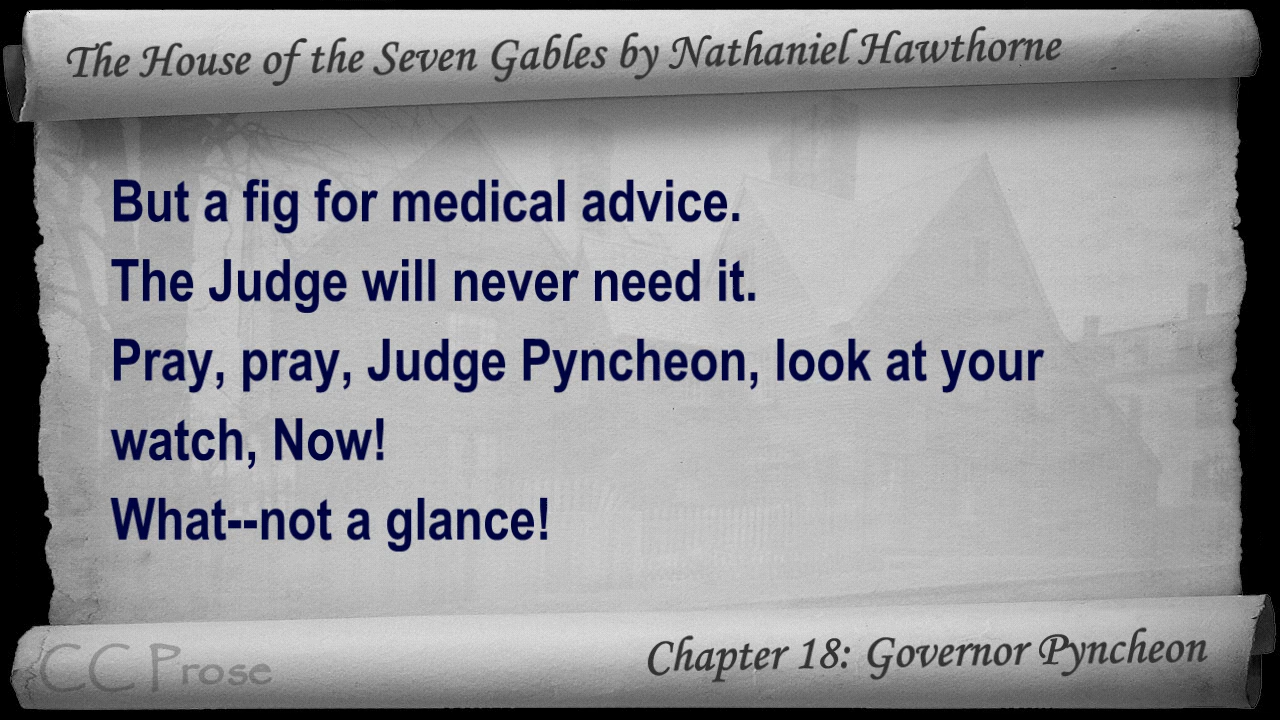 The House of the Seven Gables by Nathaniel Hawthorne
But a fig for medical advice.
The Judge will never need it.
Pray, pray, Judge Pyncheon, look at your
watch, Now!
What--not a glance!
CC Prose
Chapter 18: Governor Pyncheon